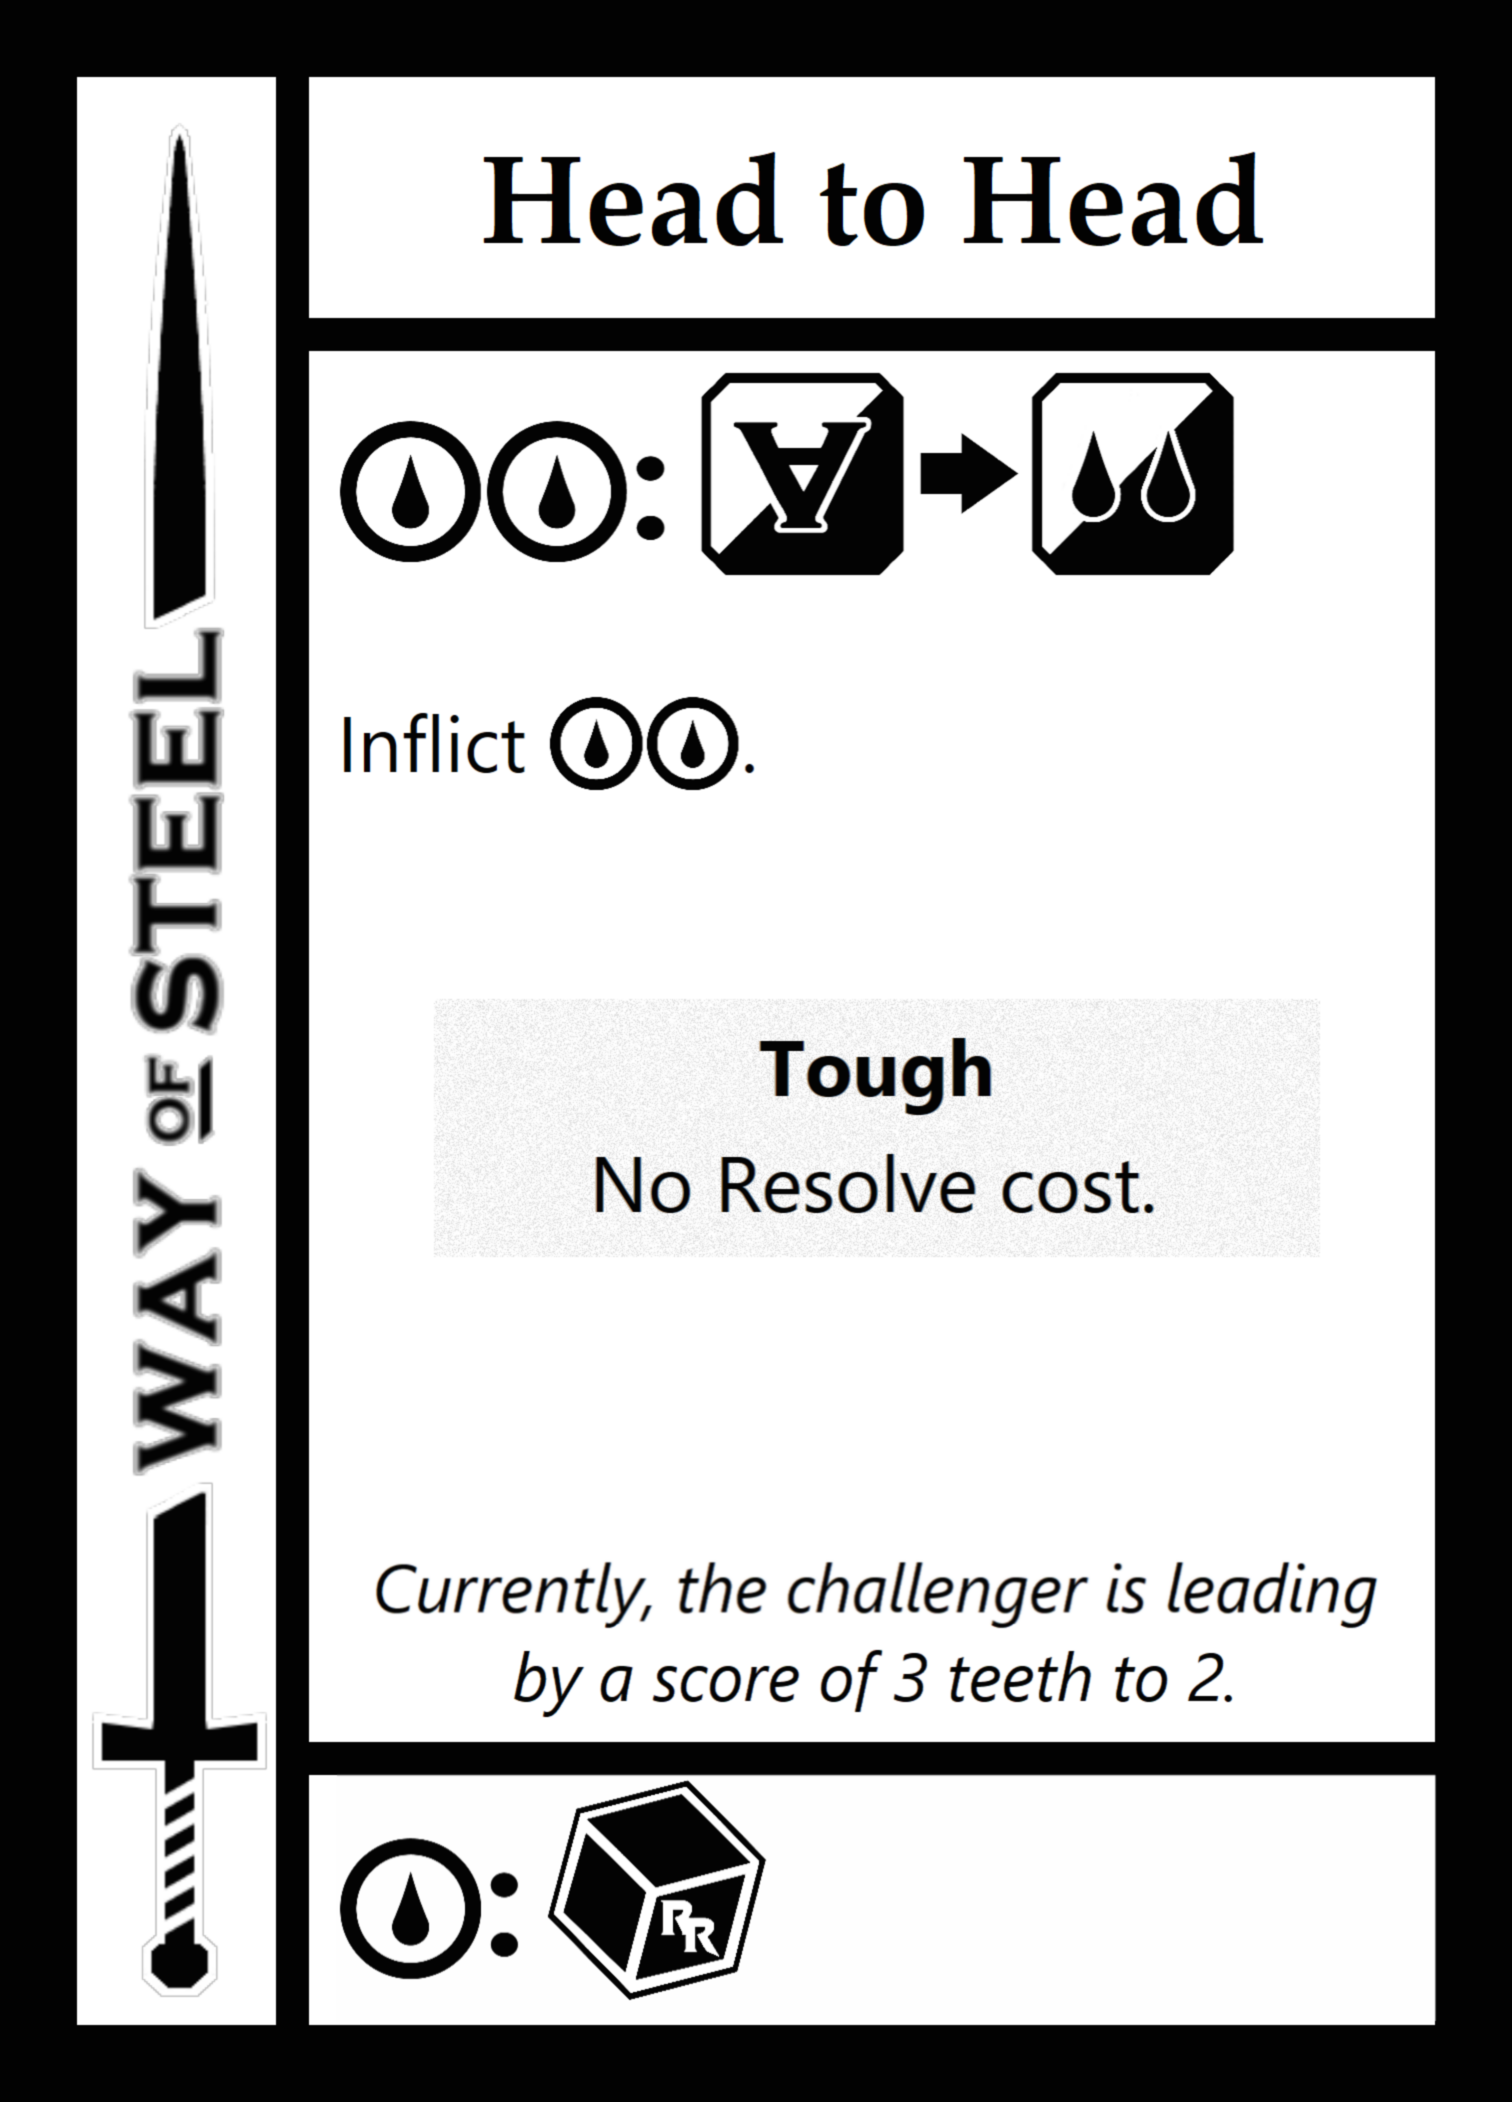 Head to Head
::
∀
Inflict .
Tough
No Resolve cost.
Currently, the challenger is leading
by a score of 3 teeth to 2.
: RR
WAY OF STEEL